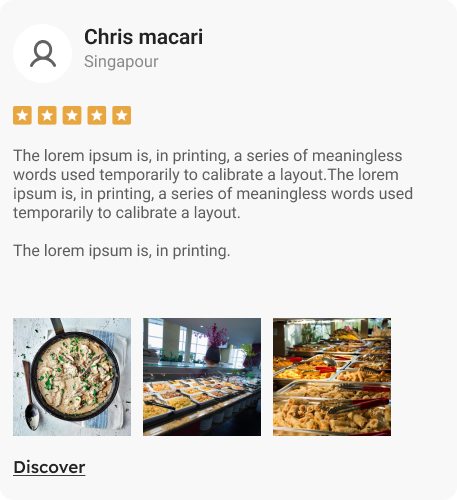 Chris macari
Singapour
The lorem ipsum is, in printing, a series of meaningless
words used temporarily to calibrate a layout.The lorem
ipsum is, in printing, a series of meaningless words used
temporarily to calibrate a layout.
The lorem ipsum is, in printing.
Discover